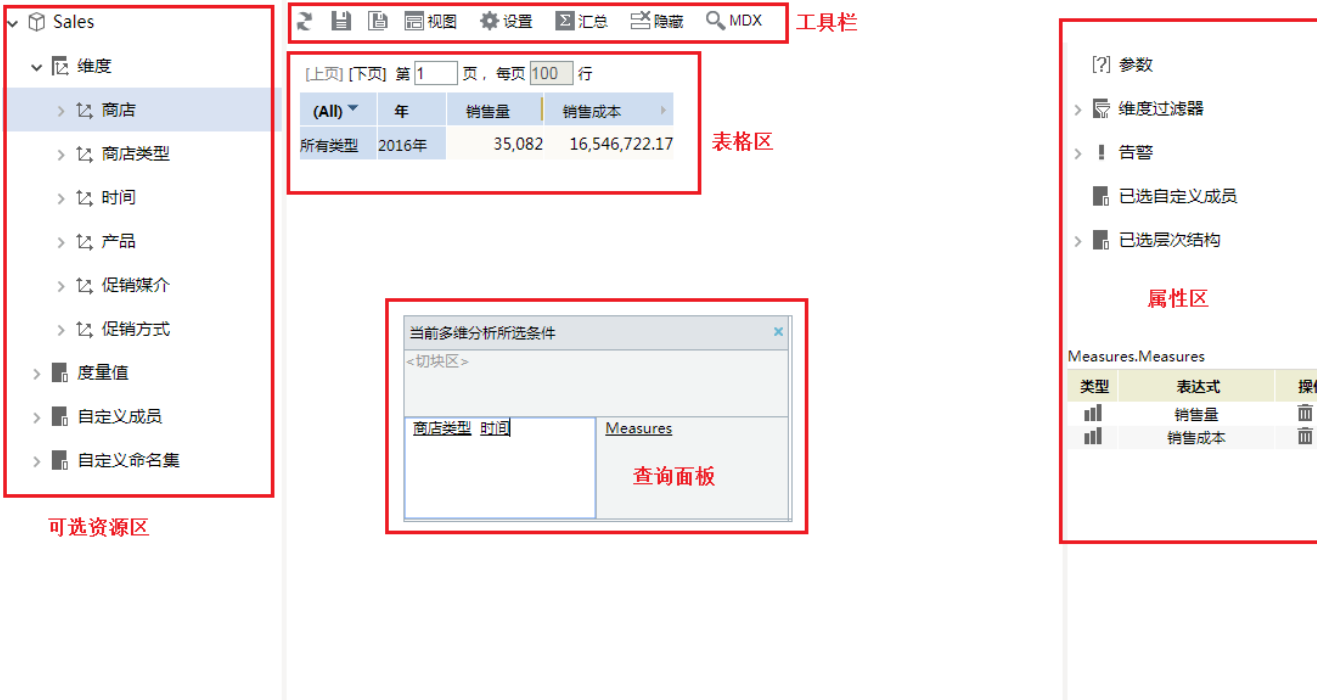 Sales
维度
商店
商店类型
时间
产品
促销媒介
促销方式
度量值
自定义成员
自定义命名集
可选资源区
视图 设置 汇总 隐藏 MDX
工具栏
[上页] [下页] 第 1 页， 每页 100 行
(All) 年 销售量 销售成本
所有类型 2016年 35,082 16,546,722.17
表格区
当前多维分析所选条件
<切块区>
商店类型 时间 Measures
查询面板
[?] 参数
维度过滤器
告警
已选自定义成员
已选层次结构
属性区
Measures.Measures
类型 表达式
销售量
销售成本